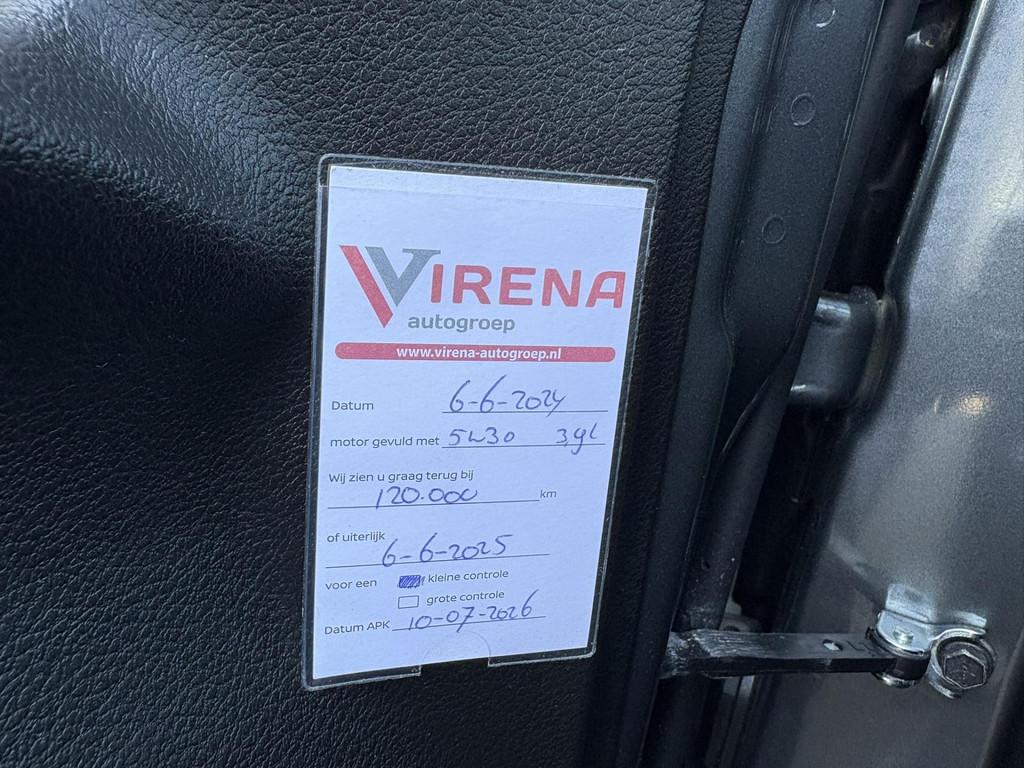 VIRENA
autogroep
www.virena-autogroep.nl
Datum 6-6-2024
motor gevuld met 5w30 3,9L
Wij zien u graag terug bij
120.000 km
of uiterlijk
6-6-2025
voor een kleine controle
grote controle
Datum APK 10-07-2026